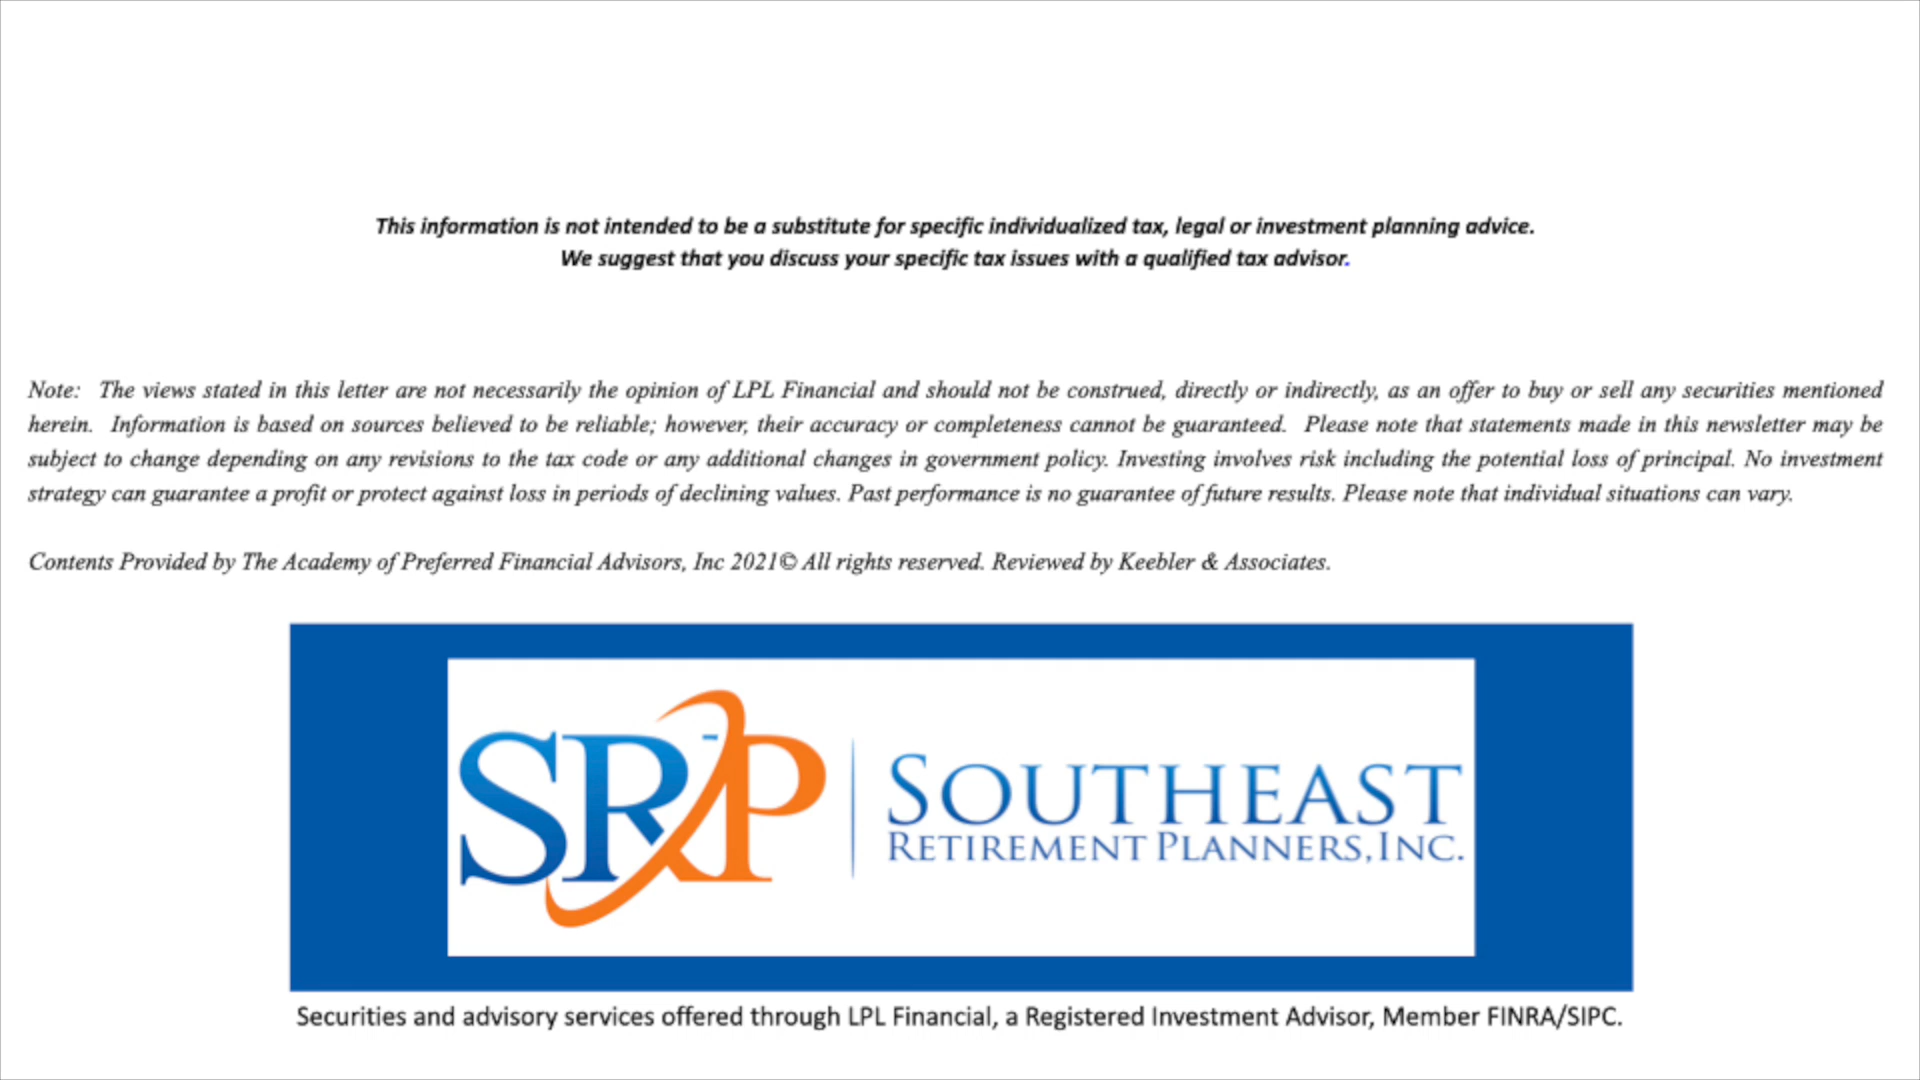 This information is not intended to be a substitute for specific individualized tax, legal or investment planning advice.
We suggest that you discuss your specific tax issues with a qualified tax advisor.
Note: The views stated in this letter are not necessarily the opinion of LPL Financial and should not be construed, directly or indirectly, as an offer to buy or sell any securities mentioned
herein. Information is based on sources believed to be reliable; however, their accuracy or completeness cannot be guaranteed. Please note that statements made in this newsletter may be
subject to change depending on any revisions to the tax code or any additional changes in government policy. Investing involves risk including the potential loss of principal. No investment
strategy can guarantee a profit or protect against loss in periods of declining values. Past performance is no guarantee of future results. Please note that individual situations can vary.
Contents Provided by The Academy of Preferred Financial Advisors, Inc 2021© All rights reserved. Reviewed by Keebler & Associates.
SRP
SOUTHEAST
RETIREMENT PLANNERS, INC.
Securities and advisory services offered through LPL Financial, a Registered Investment Advisor, Member FINRA/SIPC.